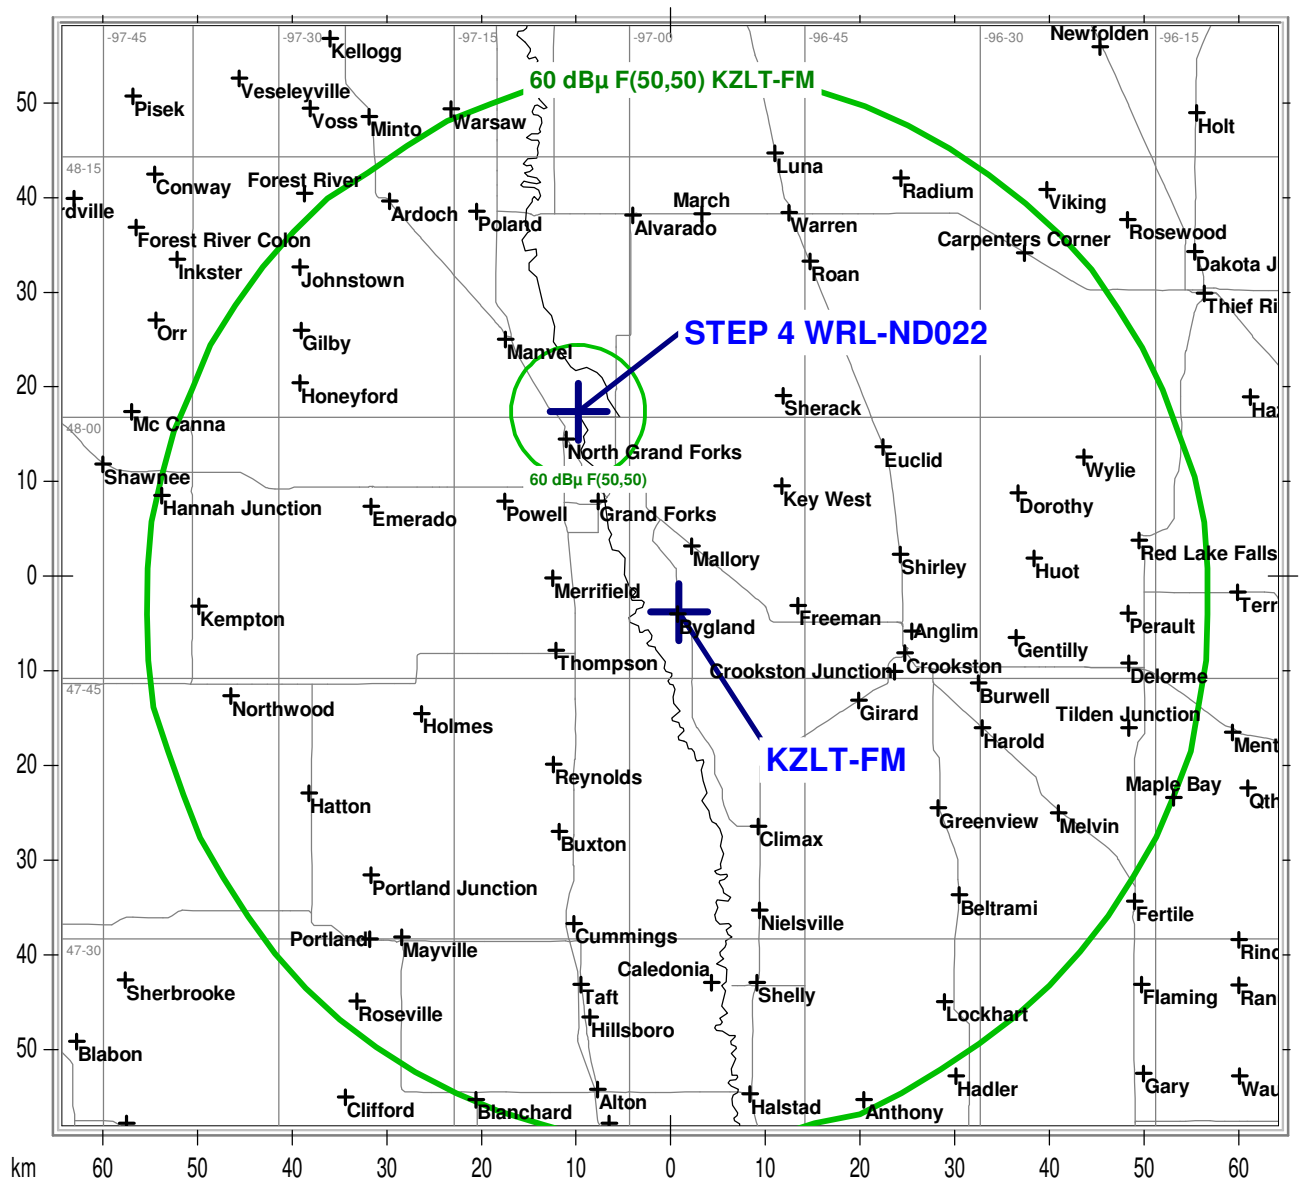 -97-45
-97-30
-97-15
-97-00
-96-45
-96-30
-96-15
Newfolden
Kellogg
60 dBµ F(50,50) KZLT-FM
Veseleyville
50
Pisek
Voss
Minto
Warsaw
Holt
48-15
Luna
Conway
Forest River
Radium
Viking
40
rdville
Ardoch
Poland
March
Alvarado
Warren
Rosewood
Forest River Colon
Carpenters Corner
Inkster
Johnstown
Roan
Dakota J
30
Thief Ri
Orr
Gilby
Manvel
STEP 4 WRL-ND022
20
Honeyford
Sherack
Haz
Mc Canna
48-00
North Grand Forks
Euclid
Wylie
10
Shawnee
60 dBµ F(50,50)
Hannah Junction
Emerado
Powell
Grand Forks
Key West
Dorothy
Mallory
Shirley
Huot
Red Lake Falls
0
Merrifield
Kempton
Bygland
Freeman
Anglim
Perault
Terr
Gentilly
10
Thompson
Crookston Junction
Crookston
Delorme
47-45
Northwood
Holmes
Girard
Burwell
Tilden Junction
Harold
Ment
20
Reynolds
KZLT-FM
Hatton
Maple Bay
Qth
Greenview
Melvin
Buxton
Climax
30
Portland Junction
Beltrami
Fertile
Nielsville
Portland
Mayville
Cummings
47-30
40
Caledonia
Sherbrooke
Roseville
Taft
Shelly
Lockhart
Flaming
Ran
Hillsboro
50
Blabon
Clifford
Blanchard
Alton
Halstad
Anthony
Hadler
Gary
Wau
km
60
50
40
30
20
10
0
10
20
30
40
50
60